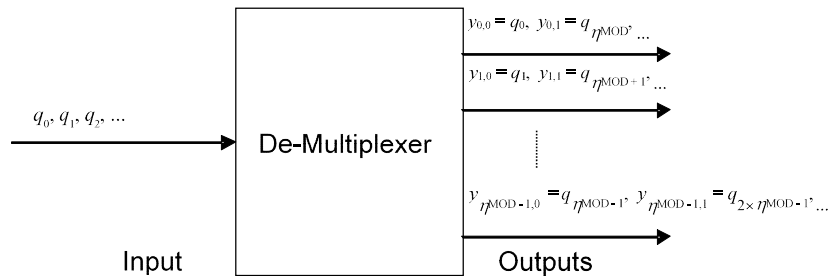 y0,0 = q0, y0,1 = qηMOD, ...
y1,0 = q1, y1,1 = qηMOD + 1, ...
q0, q1, q2, ...
De-Multiplexer
yηMOD - 1,0 = qηMOD - 1, yηMOD - 1,1 = q2 × ηMOD - 1, ...
Input
Outputs